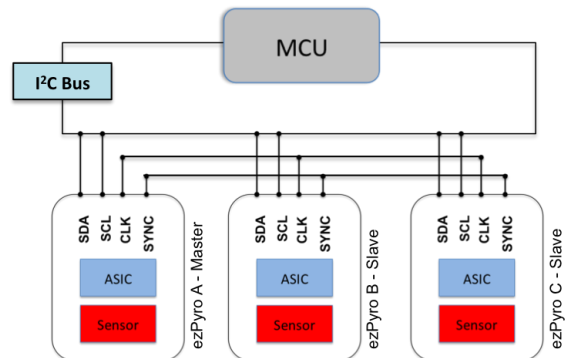 MCU
I²C Bus
SDA SCL CLK SYNC
ASIC
Sensor
ezPyro A - Master
SDA SCL CLK SYNC
ASIC
Sensor
ezPyro B - Slave
SDA SCL CLK SYNC
ASIC
Sensor
ezPyro C - Slave